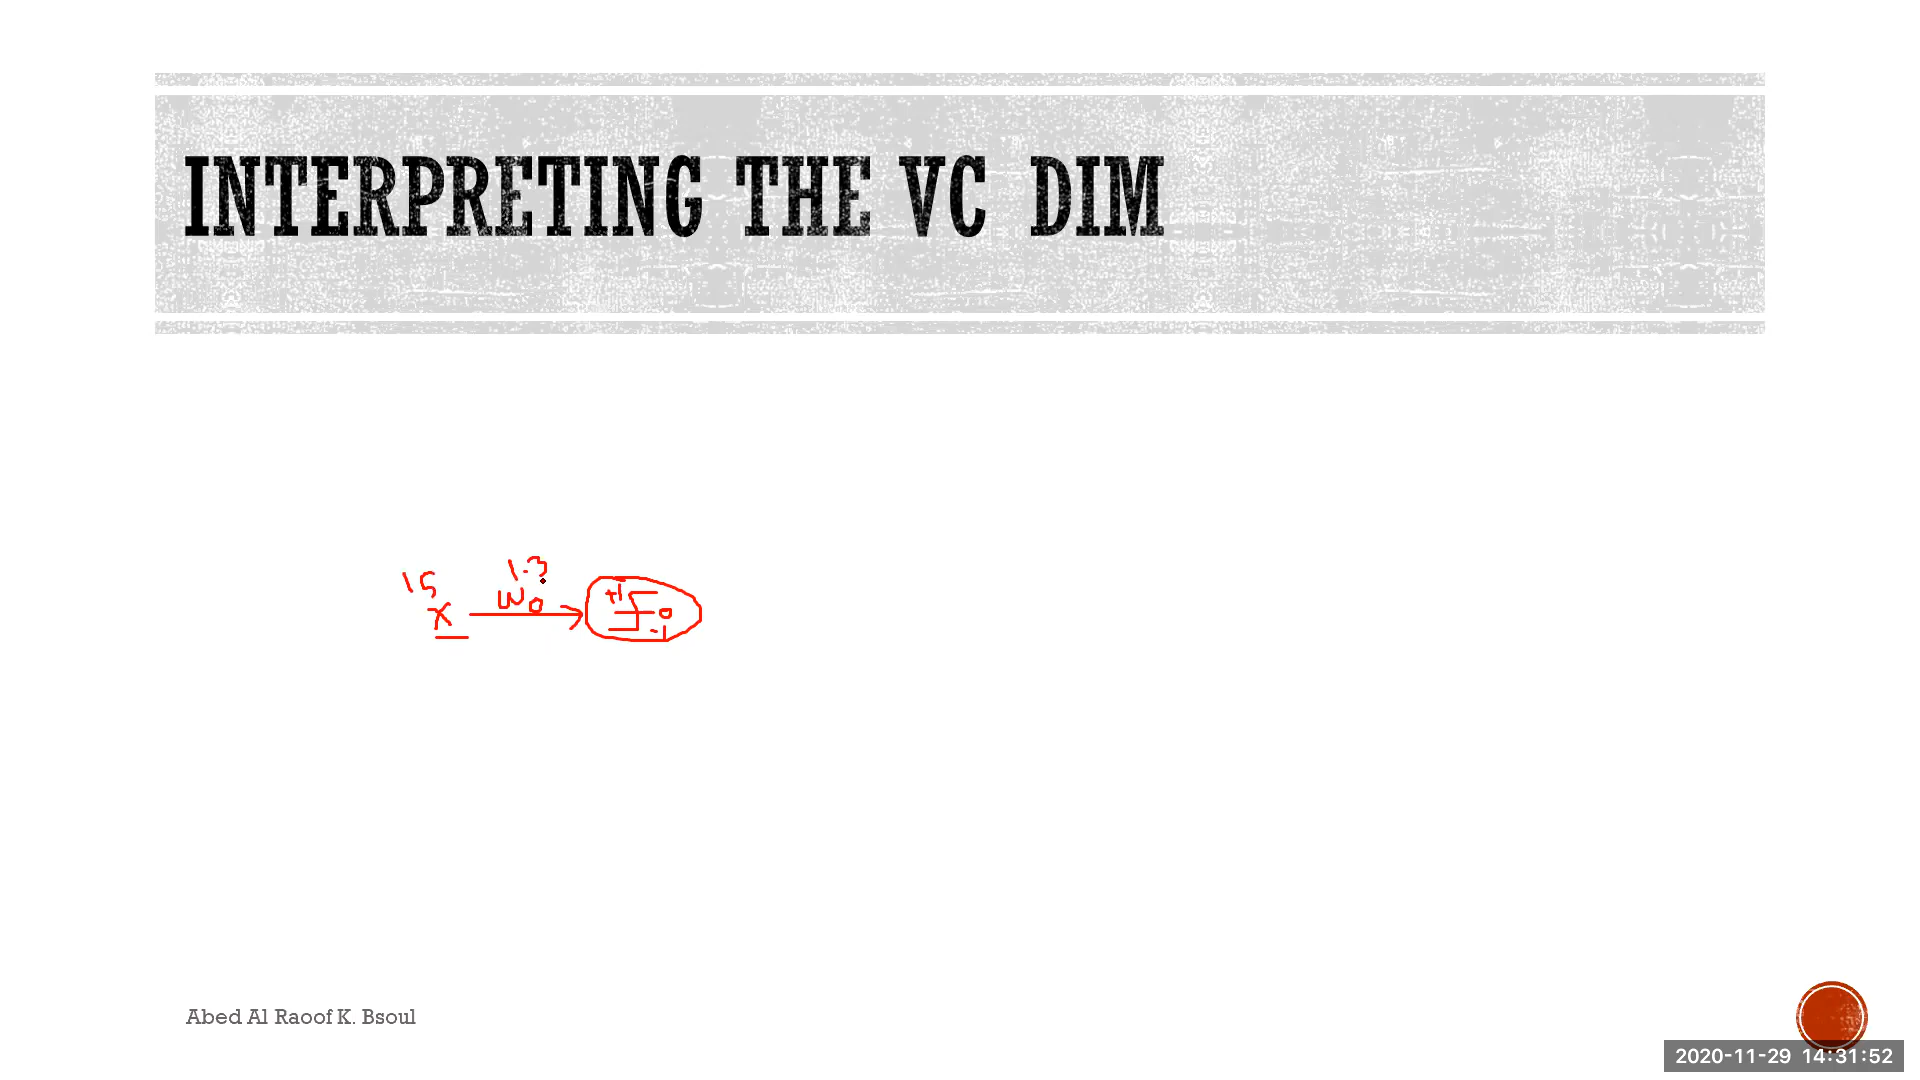 INTERPRETING THE VC DIM
15
1.3
X
W0
+1
0
-1
Abed Al Raoof K. Bsoul
2020-11-29 14:31:52